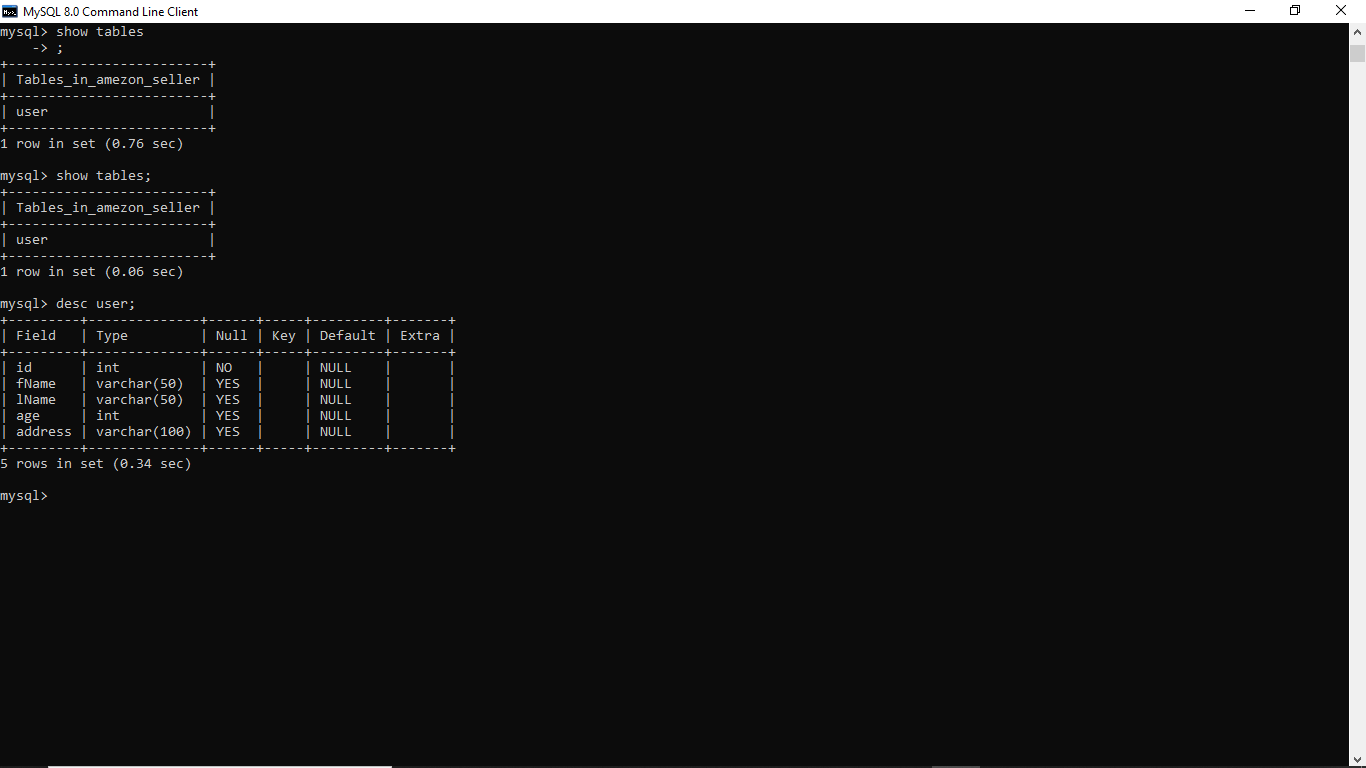 MySQL 8.0 Command Line Client
mysql> show tables
    -> ;
+-------------------------+
| Tables_in_amazon_seller |
+-------------------------+
| user                    |
+-------------------------+
1 row in set (0.76 sec)

mysql> show tables;
+-------------------------+
| Tables_in_amazon_seller |
+-------------------------+
| user                    |
+-------------------------+
1 row in set (0.06 sec)

mysql> desc user;
+---------+--------------+------+-----+---------+-------+
| Field   | Type         | Null | Key | Default | Extra |
+---------+--------------+------+-----+---------+-------+
| id      | int          | NO   |     | NULL    |       |
| fName   | varchar(50)  | YES  |     | NULL    |       |
| lName   | varchar(50)  | YES  |     | NULL    |       |
| age     | int          | YES  |     | NULL    |       |
| address | varchar(100) | YES  |     | NULL    |       |
+---------+--------------+------+-----+---------+-------+
5 rows in set (0.34 sec)

mysql>